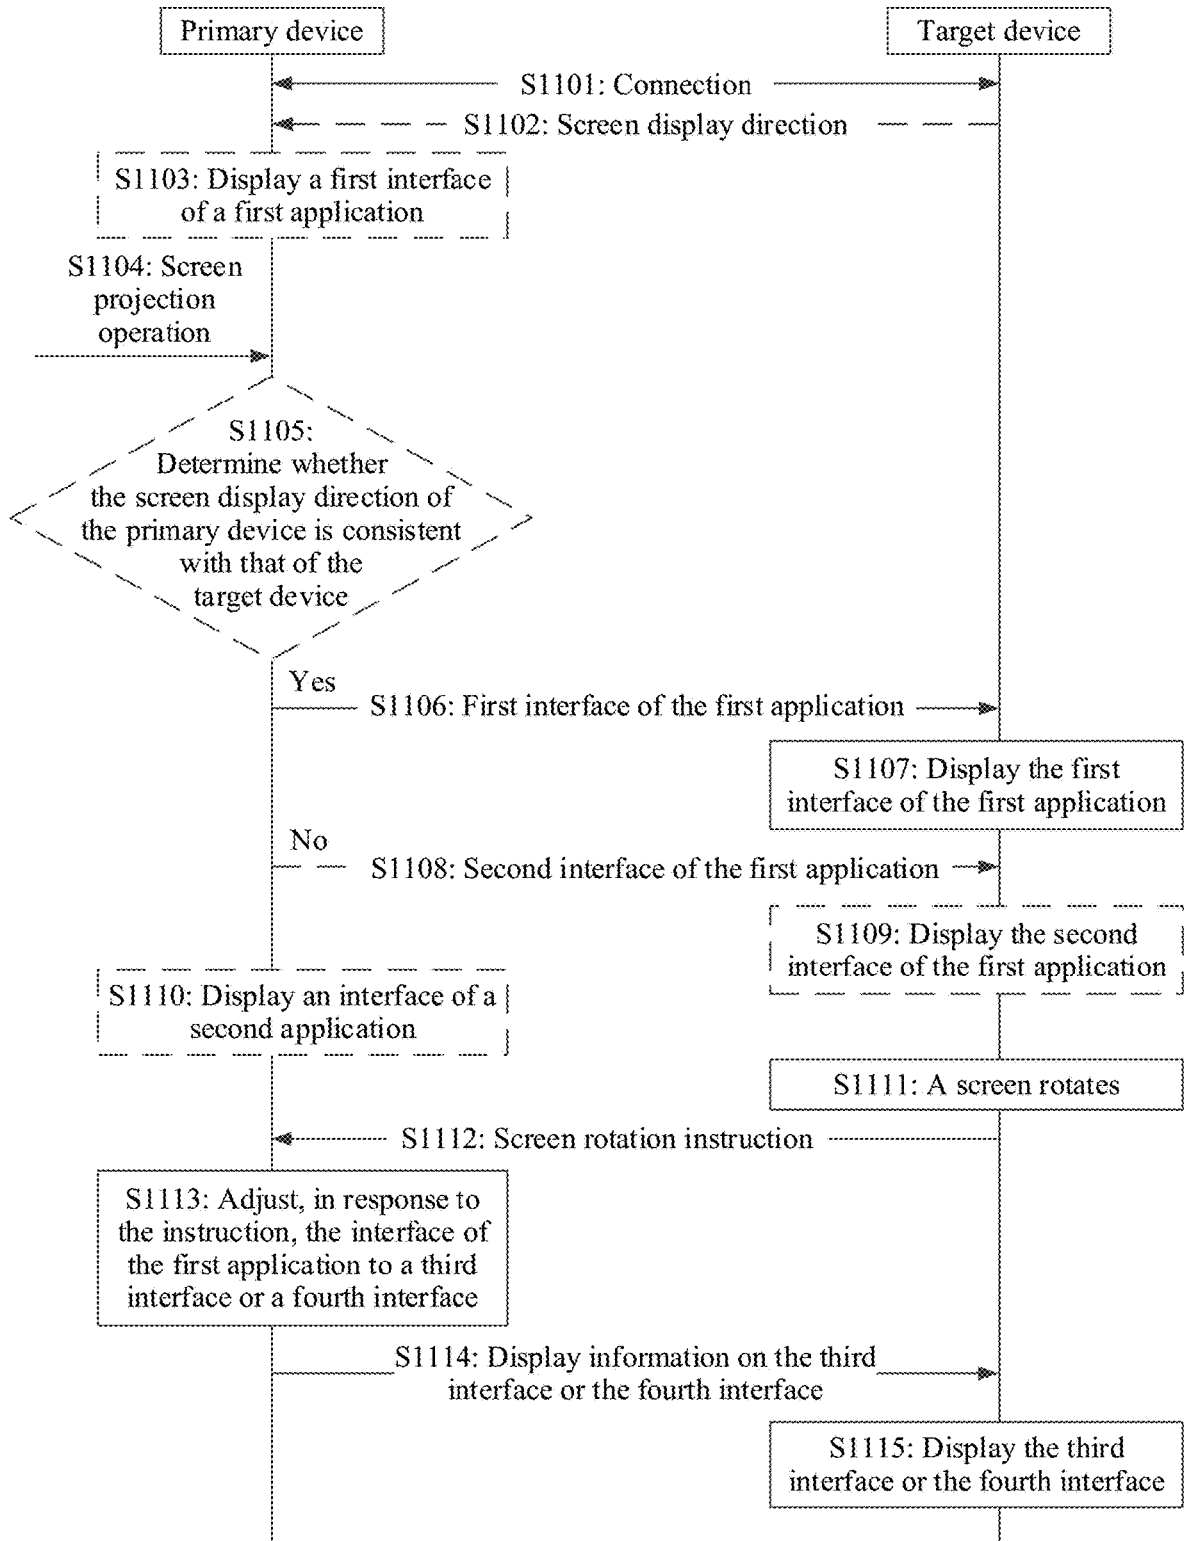 Primary device
Target device
S1101: Connection
S1102: Screen display direction
S1103: Display a first interface
of a first application
S1104: Screen
projection
operation
S1105:
Determine whether
the screen display direction of
the primary device is consistent
with that of the
target device
Yes
S1106: First interface of the first application
S1107: Display the first
interface of the first application
No
S1108: Second interface of the first application
S1109: Display the second
interface of the first application
S1110: Display an interface of a
second application
S1111: A screen rotates
S1112: Screen rotation instruction
S1113: Adjust, in response to
the instruction, the interface of
the first application to a third
interface or a fourth interface
S1114: Display information on the third
interface or the fourth interface
S1115: Display the third
interface or the fourth interface